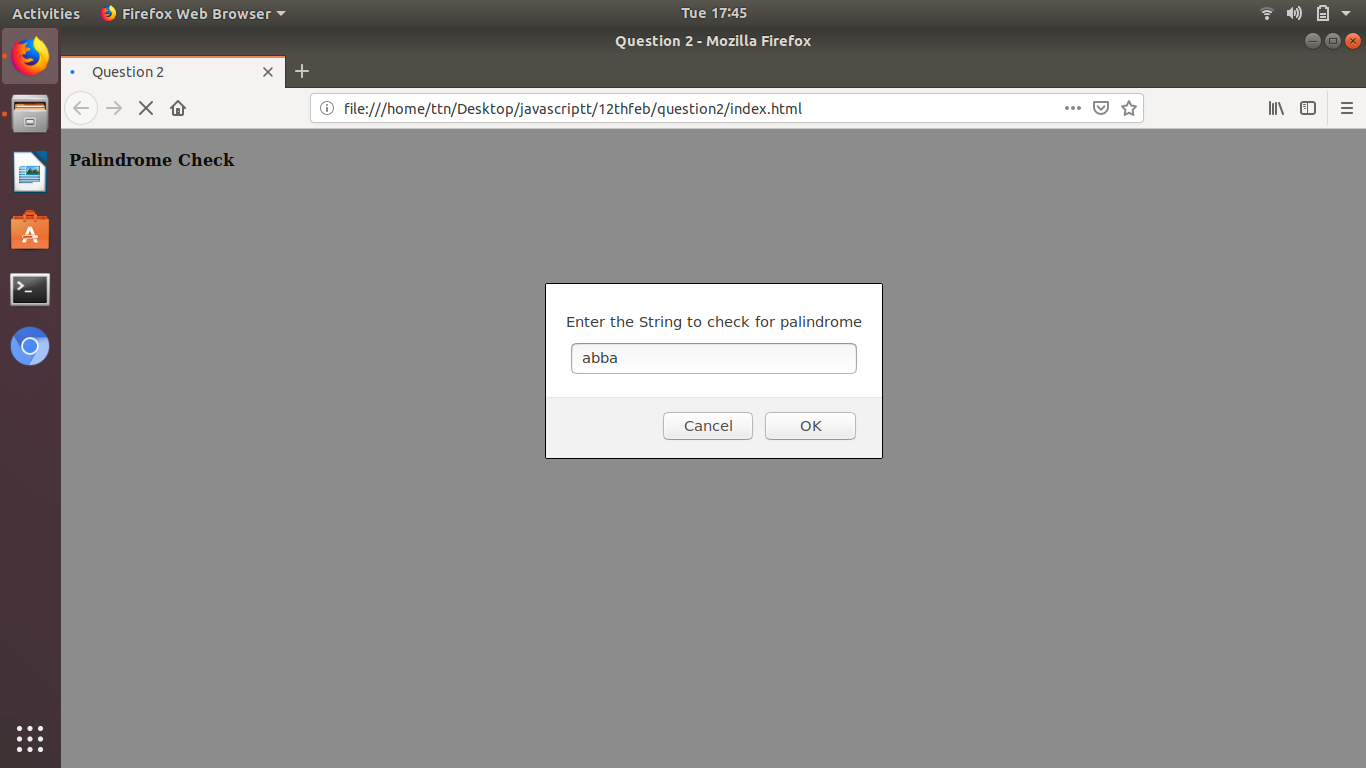 Activities Firefox Web Browser Tue 17:45
Question 2 - Mozilla Firefox
Question 2
file:///home/ttn/Desktop/javascriptt/12thfeb/question2/index.html
Palindrome Check
Enter the String to check for palindrome
abba
Cancel OK